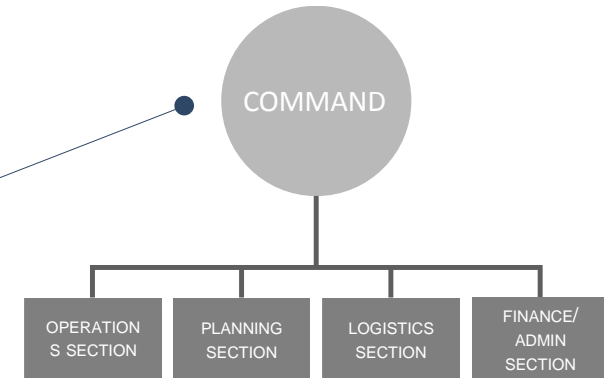 COMMAND
OPERATION
S SECTION
PLANNING
SECTION
LOGISTICS
SECTION
FINANCE/
ADMIN
SECTION